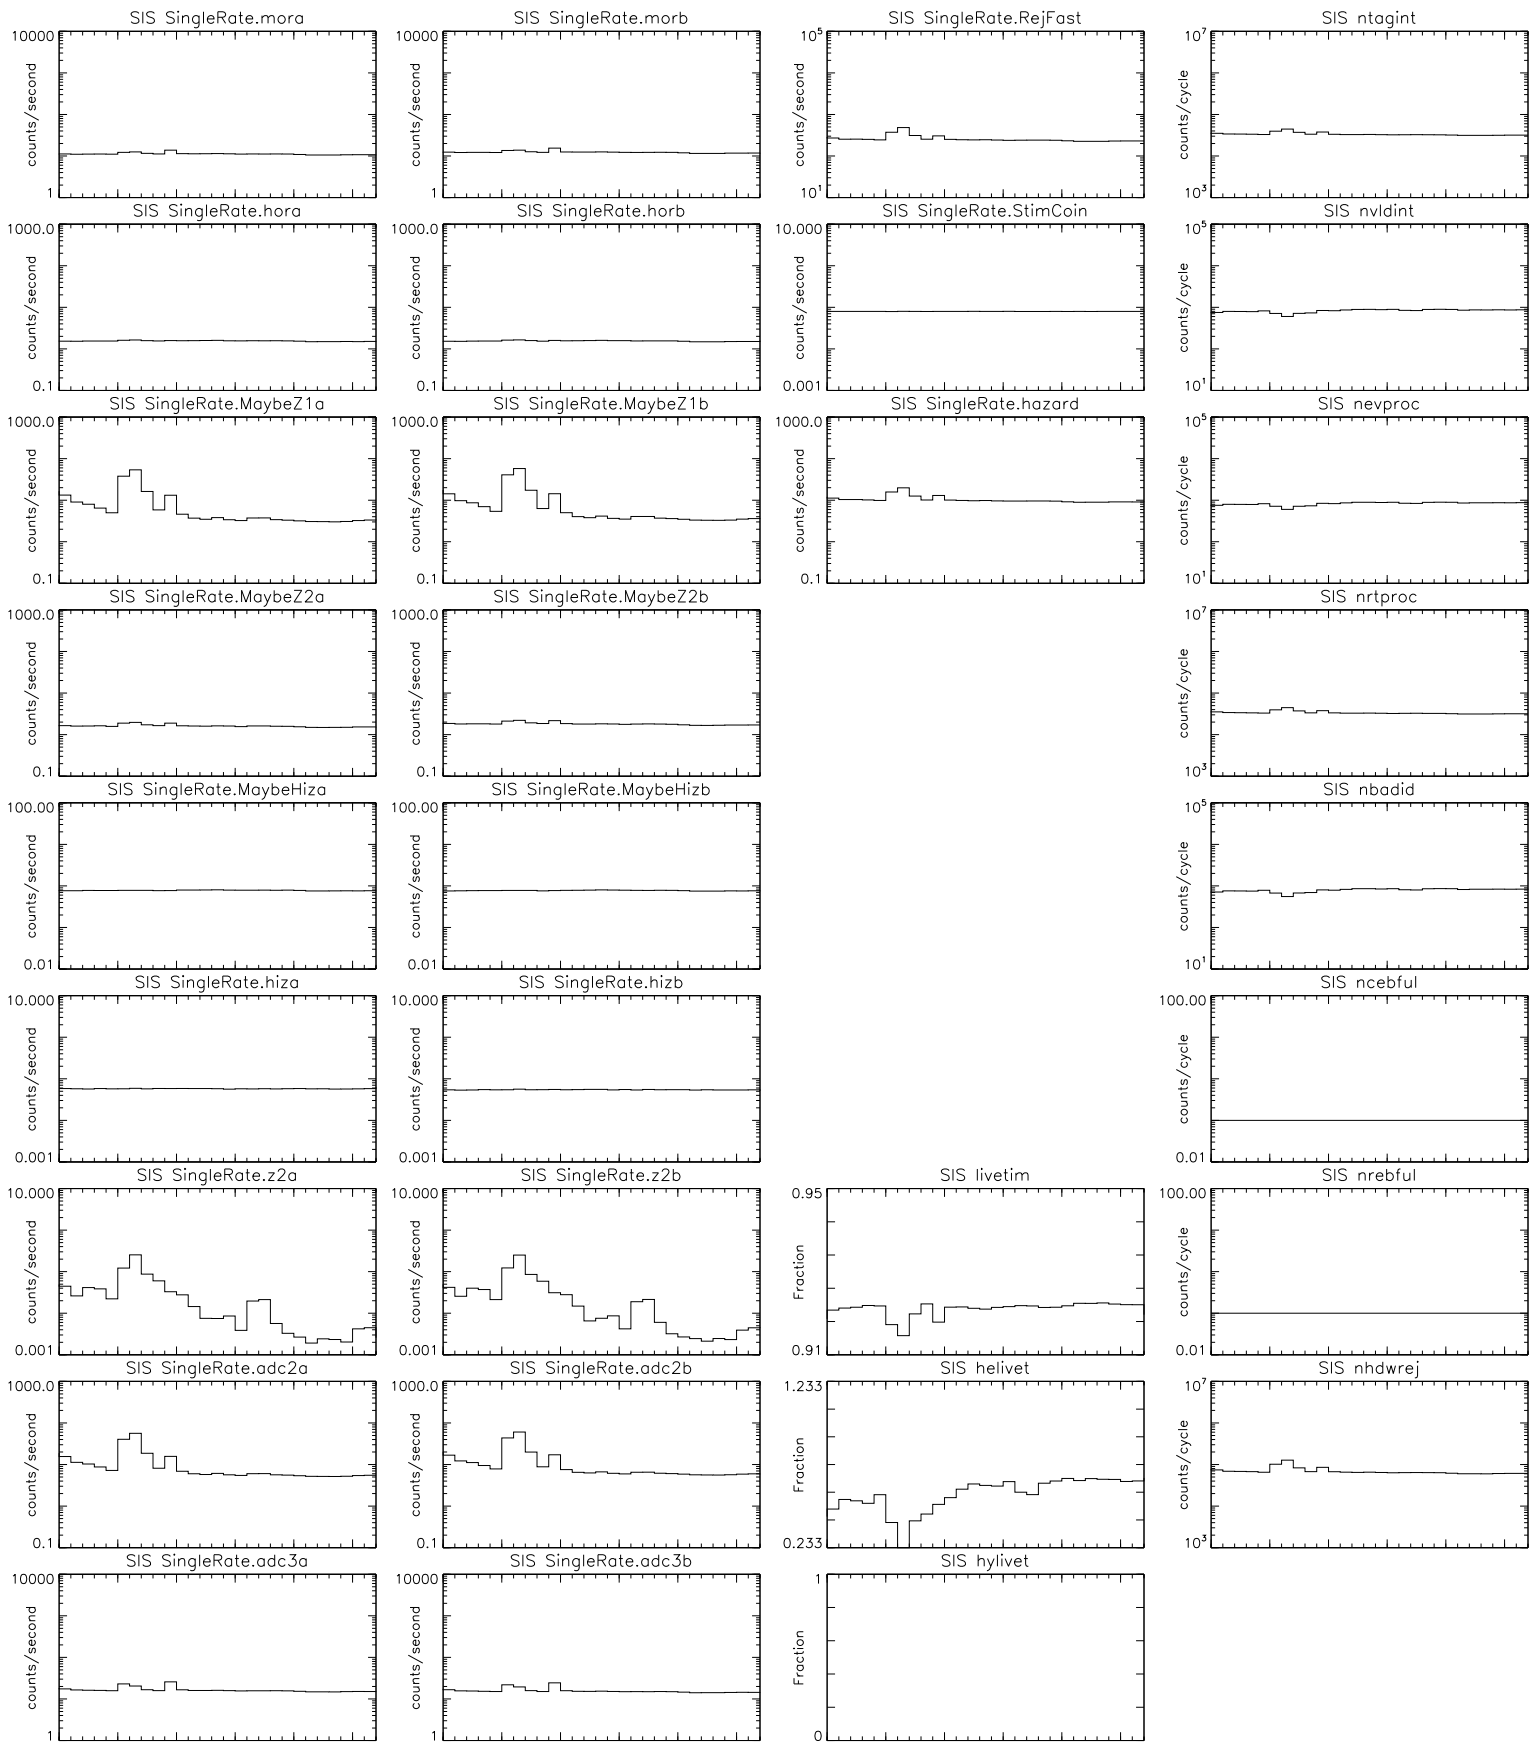 SIS SingleRate.mora
10000
counts/second
1
SIS SingleRate.morb
10000
counts/second
1
SIS SingleRate.RejFast
10⁵
counts/second
10¹
SIS ntagint
10⁷
counts/cycle
10³
SIS SingleRate.hora
1000.0
counts/second
0.1
SIS SingleRate.horb
1000.0
counts/second
0.1
SIS SingleRate.StimCoin
10.000
counts/second
0.001
SIS nvldint
10⁵
counts/cycle
10¹
SIS SingleRate.MaybeZ1a
1000.0
counts/second
0.1
SIS SingleRate.MaybeZ1b
1000.0
counts/second
0.1
SIS SingleRate.hazard
1000.0
counts/second
0.1
SIS nevproc
10⁵
counts/cycle
10¹
SIS SingleRate.MaybeZ2a
1000.0
counts/second
0.1
SIS SingleRate.MaybeZ2b
1000.0
counts/second
0.1
SIS nrtproc
10⁷
counts/cycle
10³
SIS SingleRate.MaybeHiza
100.00
counts/second
0.01
SIS SingleRate.MaybeHizb
100.00
counts/second
0.01
SIS nbadid
10⁵
counts/cycle
10¹
SIS SingleRate.hiza
10.000
counts/second
0.001
SIS SingleRate.hizb
10.000
counts/second
0.001
SIS ncebful
100.00
counts/cycle
0.01
SIS SingleRate.z2a
10.000
counts/second
0.001
SIS SingleRate.z2b
10.000
counts/second
0.001
SIS livetim
0.95
Fraction
0.91
SIS nrebful
100.00
counts/cycle
0.01
SIS SingleRate.adc2a
1000.0
counts/second
0.1
SIS SingleRate.adc2b
1000.0
counts/second
0.1
SIS helivet
1.233
Fraction
0.233
SIS nhdwrej
10⁷
counts/cycle
10³
SIS SingleRate.adc3a
10000
counts/second
1
SIS SingleRate.adc3b
10000
counts/second
1
SIS hylivet
1
Fraction
0